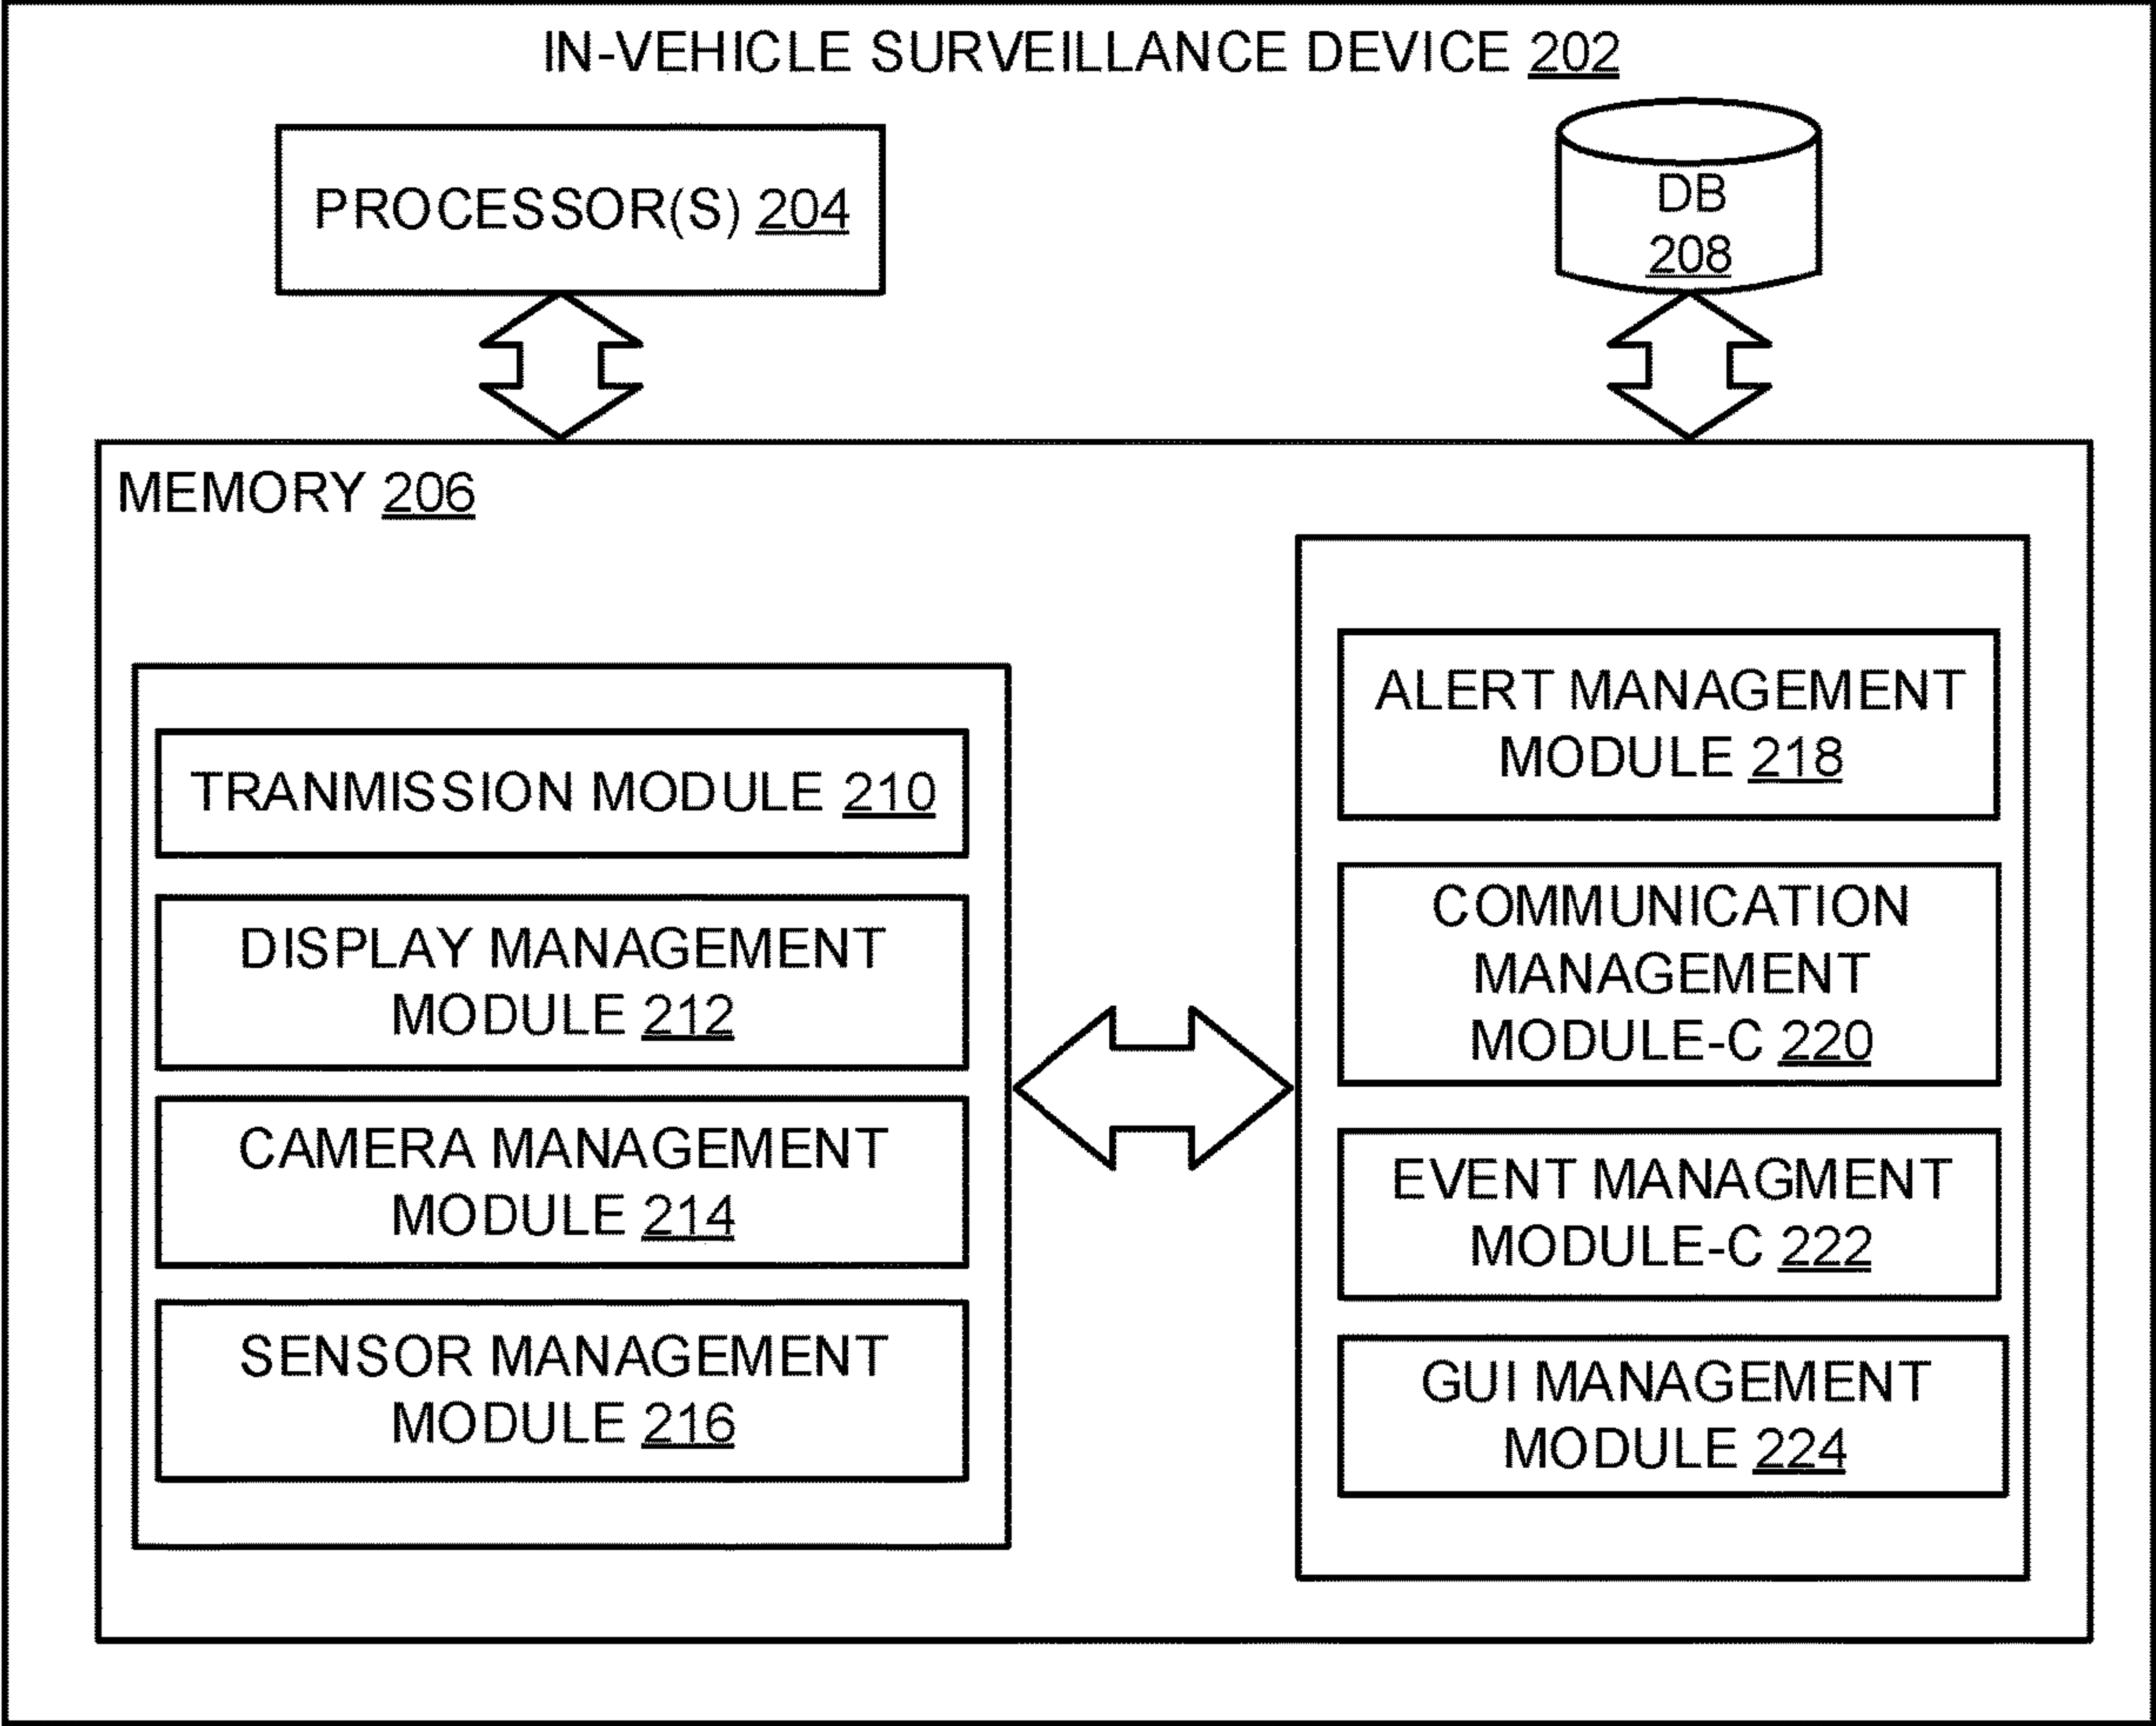 IN-VEHICLE SURVEILLANCE DEVICE 202
PROCESSOR(S) 204
DB
208
MEMORY 206
TRANMISSION MODULE 210
DISPLAY MANAGEMENT
MODULE 212
CAMERA MANAGEMENT
MODULE 214
SENSOR MANAGEMENT
MODULE 216
ALERT MANAGEMENT
MODULE 218
COMMUNICATION
MANAGEMENT
MODULE-C 220
EVENT MANAGMENT
MODULE-C 222
GUI MANAGEMENT
MODULE 224